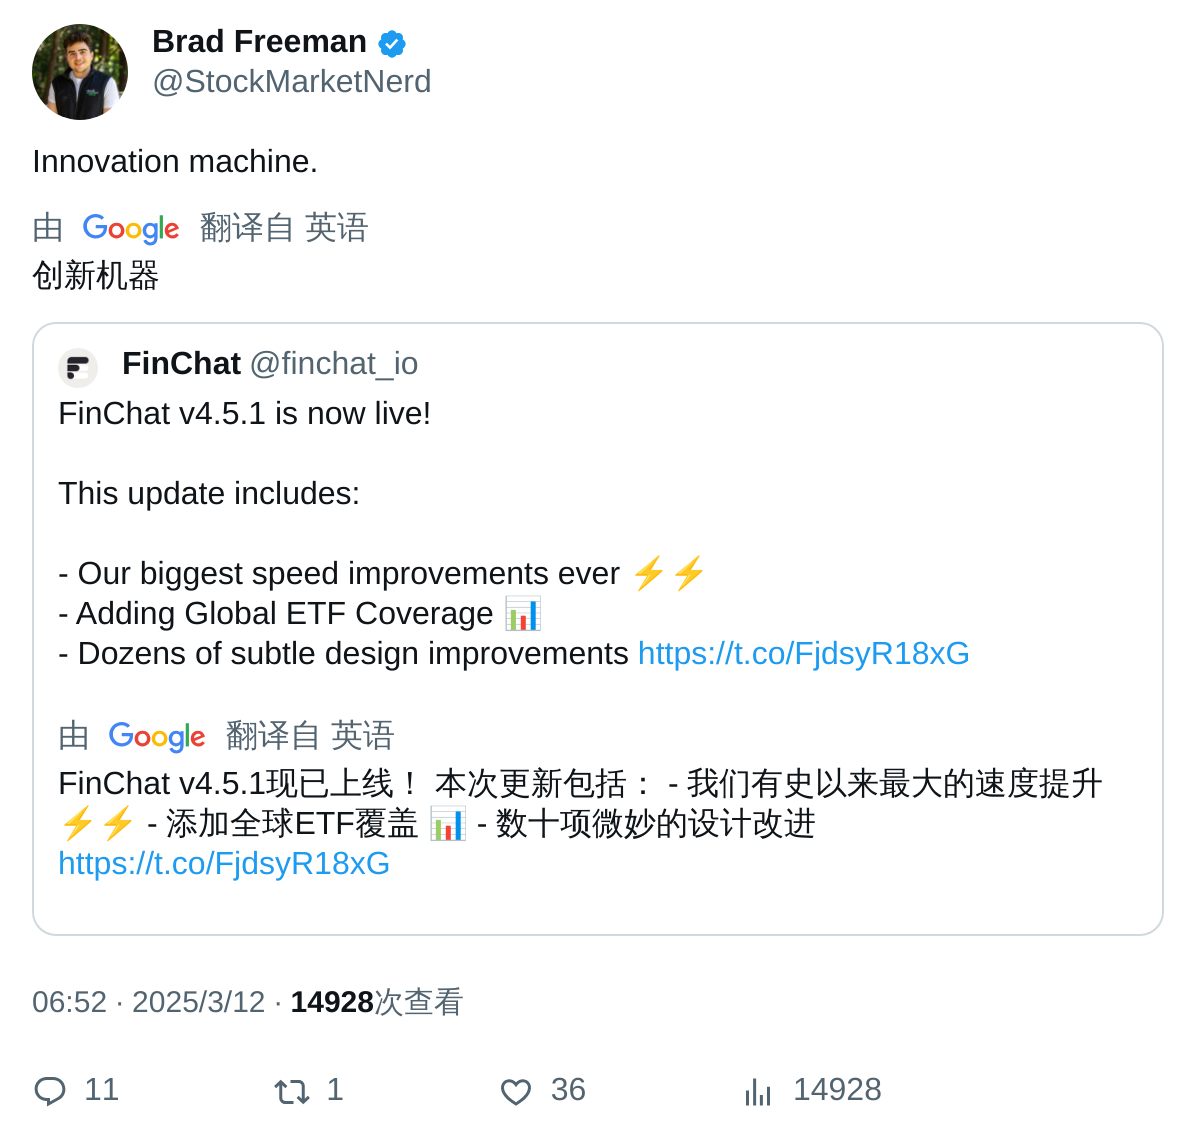 Brad Freeman
@StockMarketNerd
Innovation machine.
由 Google 翻译自 英语
创新机器
FinChat @finchat_io
FinChat v4.5.1 is now live!
This update includes:
- Our biggest speed improvements ever ⚡⚡
- Adding Global ETF Coverage 📊
- Dozens of subtle design improvements https://t.co/FjdsyR18xG
由 Google 翻译自 英语
FinChat v4.5.1现已上线！ 本次更新包括： - 我们有史以来最大的速度提升
⚡⚡ - 添加全球ETF覆盖 📊 - 数十项微妙的设计改进
https://t.co/FjdsyR18xG
06:52 · 2025/3/12 · 14928次查看
11 1 36 14928